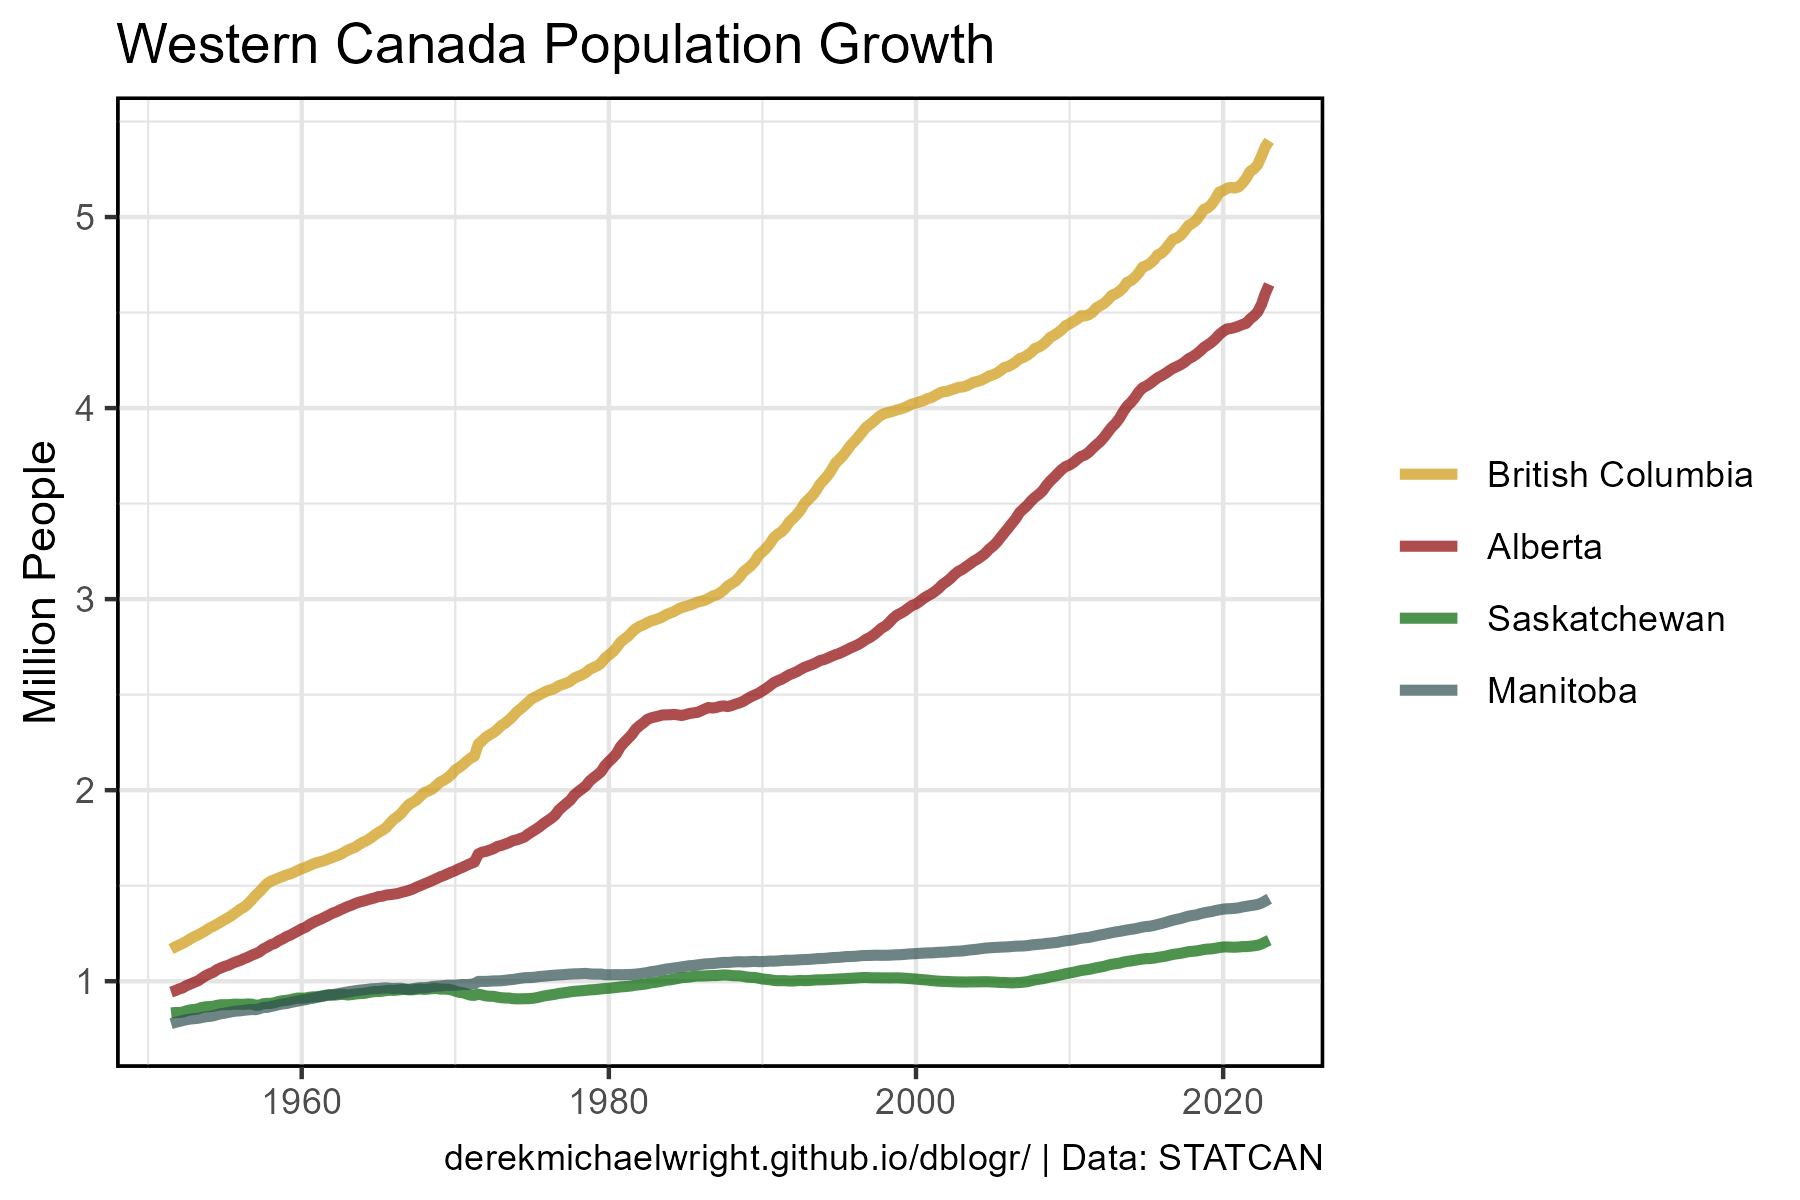 Western Canada Population Growth
Million People
5
4
3
2
1
1960 1980 2000 2020
British Columbia
Alberta
Saskatchewan
Manitoba
derekmichaelwright.github.io/dblogr/ | Data: STATCAN